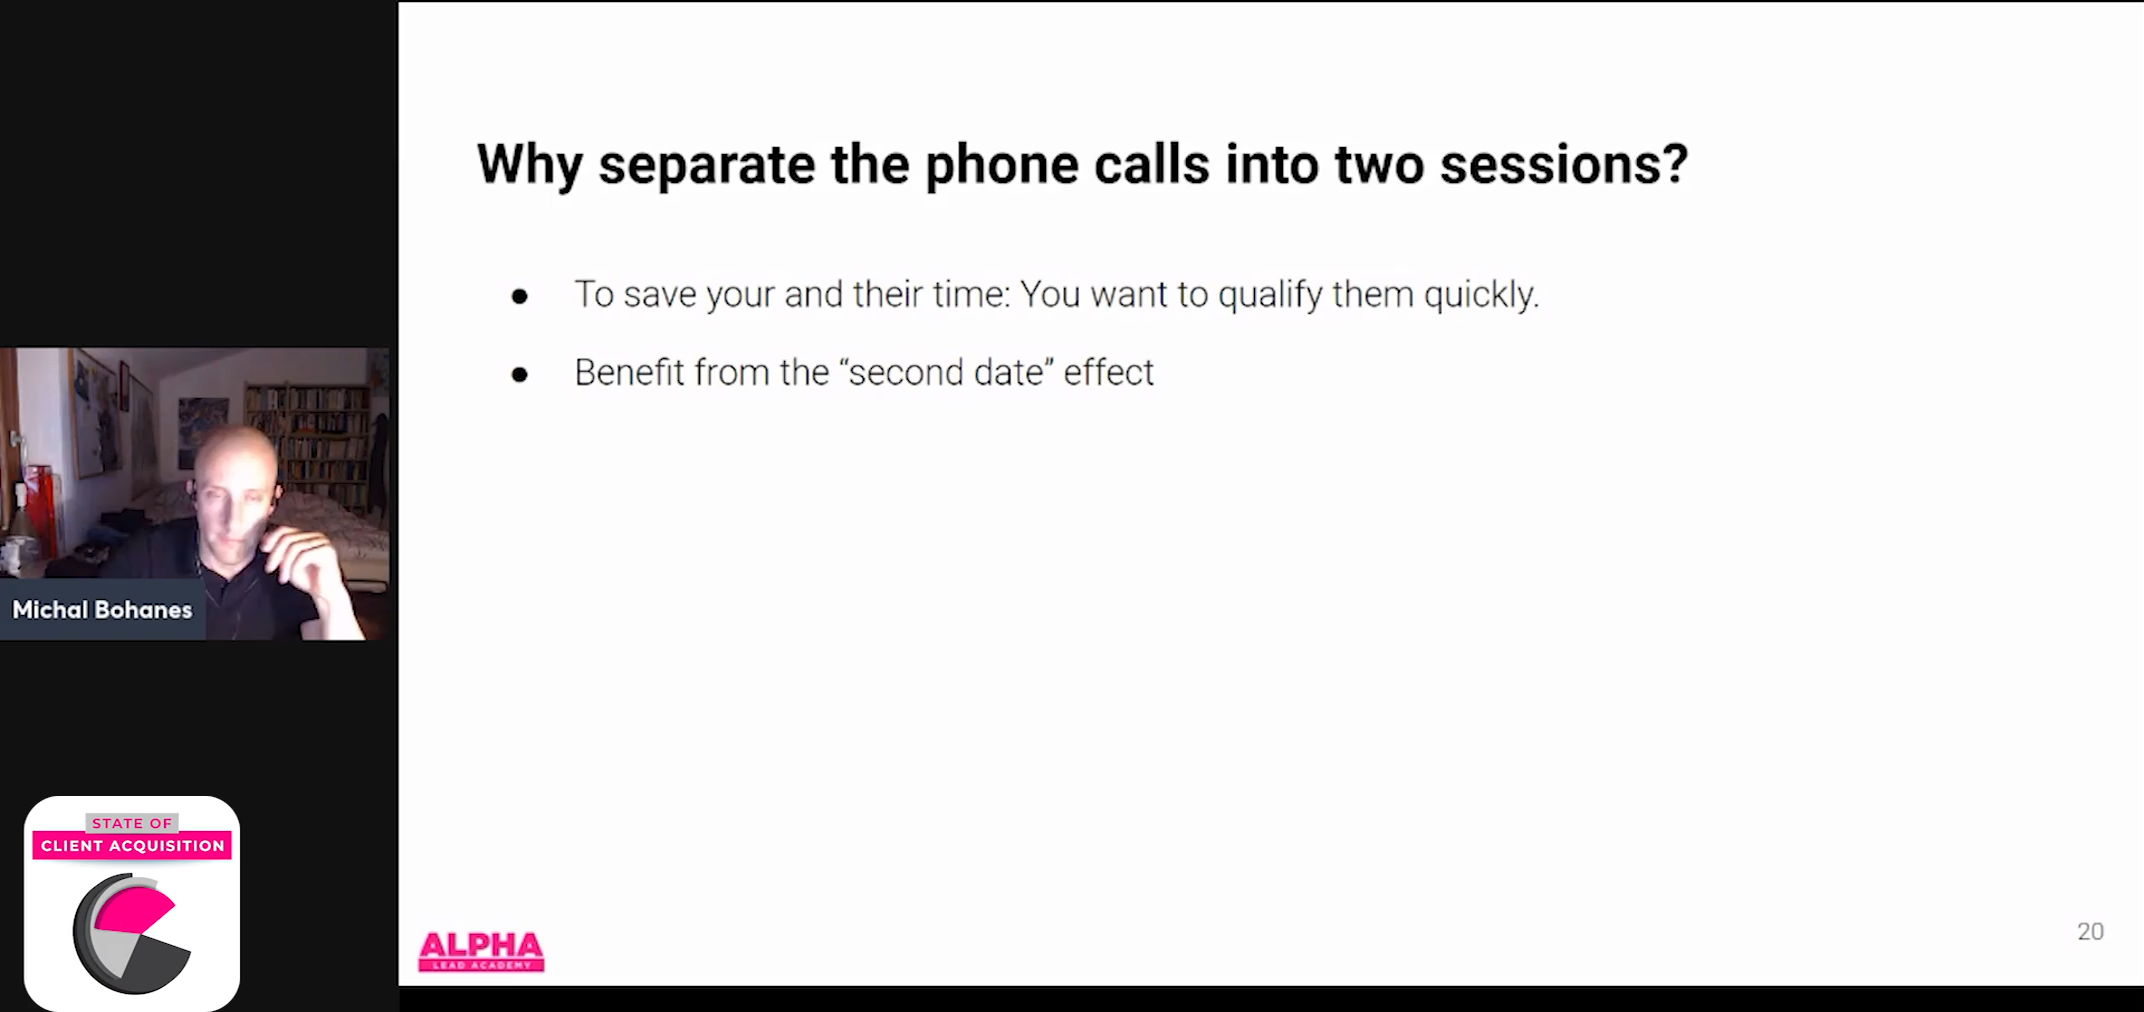 Why separate the phone calls into two sessions?
● To save your and their time: You want to qualify them quickly.
● Benefit from the “second date” effect
Michal Bohanes
STATE OF
CLIENT ACQUISITION
ALPHA
LEAD ACADEMY
20